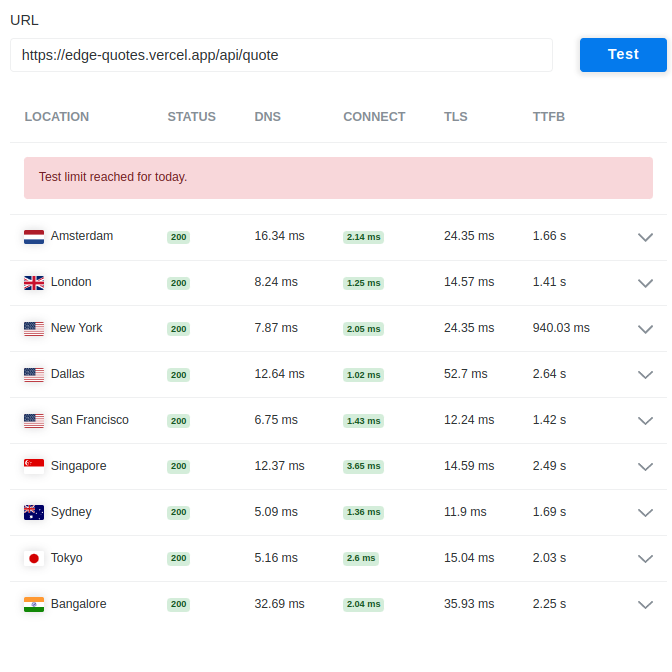 URL
https://edge-quotes.vercel.app/api/quote Test
LOCATION STATUS DNS CONNECT TLS TTFB
Test limit reached for today.
Amsterdam 200 16.34 ms 2.14 ms 24.35 ms 1.66 s
London 200 8.24 ms 1.25 ms 14.57 ms 1.41 s
New York 200 7.87 ms 2.05 ms 24.35 ms 940.03 ms
Dallas 200 12.64 ms 1.02 ms 52.7 ms 2.64 s
San Francisco 200 6.75 ms 1.43 ms 12.24 ms 1.42 s
Singapore 200 12.37 ms 3.65 ms 14.59 ms 2.49 s
Sydney 200 5.09 ms 1.36 ms 11.9 ms 1.69 s
Tokyo 200 5.16 ms 2.6 ms 15.04 ms 2.03 s
Bangalore 200 32.69 ms 2.04 ms 35.93 ms 2.25 s